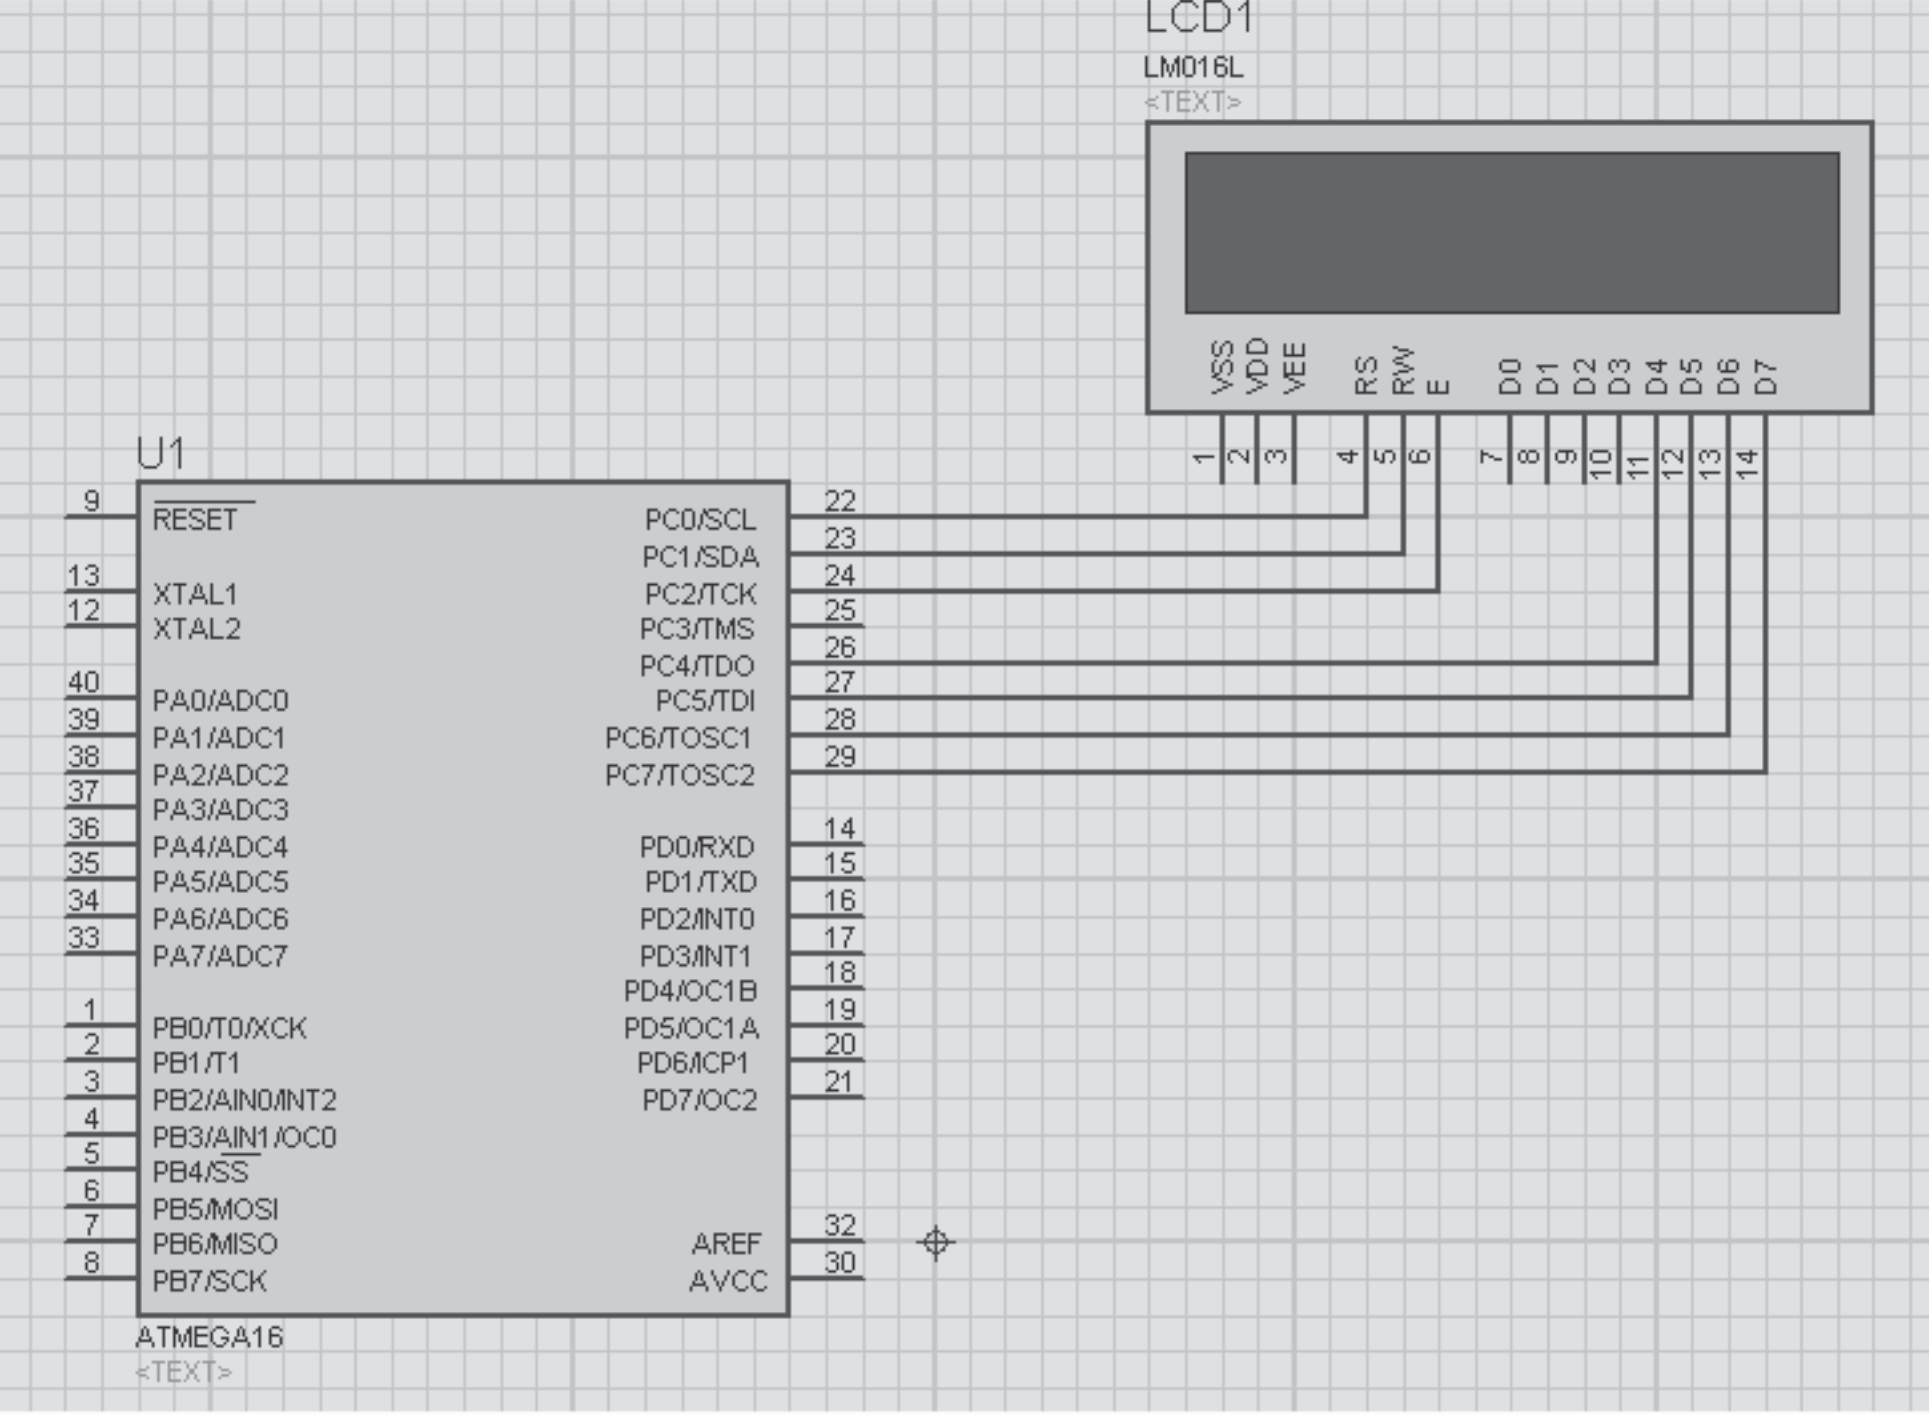 LCD1
LM016L
<TEXT>
VSS
VDD
VEE
RS
RW
E
D0
D1
D2
D3
D4
D5
D6
D7
1
2
3
4
5
6
7
8
9
10
11
12
13
14
U1
9 RESET PC0/SCL 22
PC1/SDA 23
13 XTAL1 PC2/TCK 24
12 XTAL2 PC3/TMS 25
PC4/TDO 26
40 PA0/ADC0 PC5/TDI 27
39 PA1/ADC1 PC6/TOSC1 28
38 PA2/ADC2 PC7/TOSC2 29
37 PA3/ADC3
36 PA4/ADC4 PD0/RXD 14
35 PA5/ADC5 PD1/TXD 15
34 PA6/ADC6 PD2/INT0 16
33 PA7/ADC7 PD3/INT1 17
PD4/OC1B 18
1 PB0/T0/XCK PD5/OC1A 19
2 PB1/T1 PD6/ICP1 20
3 PB2/AIN0/INT2 PD7/OC2 21
4 PB3/AIN1/OC0
5 PB4/SS
6 PB5/MOSI
7 PB6/MISO AREF 32
8 PB7/SCK AVCC 30
ATMEGA16
<TEXT>